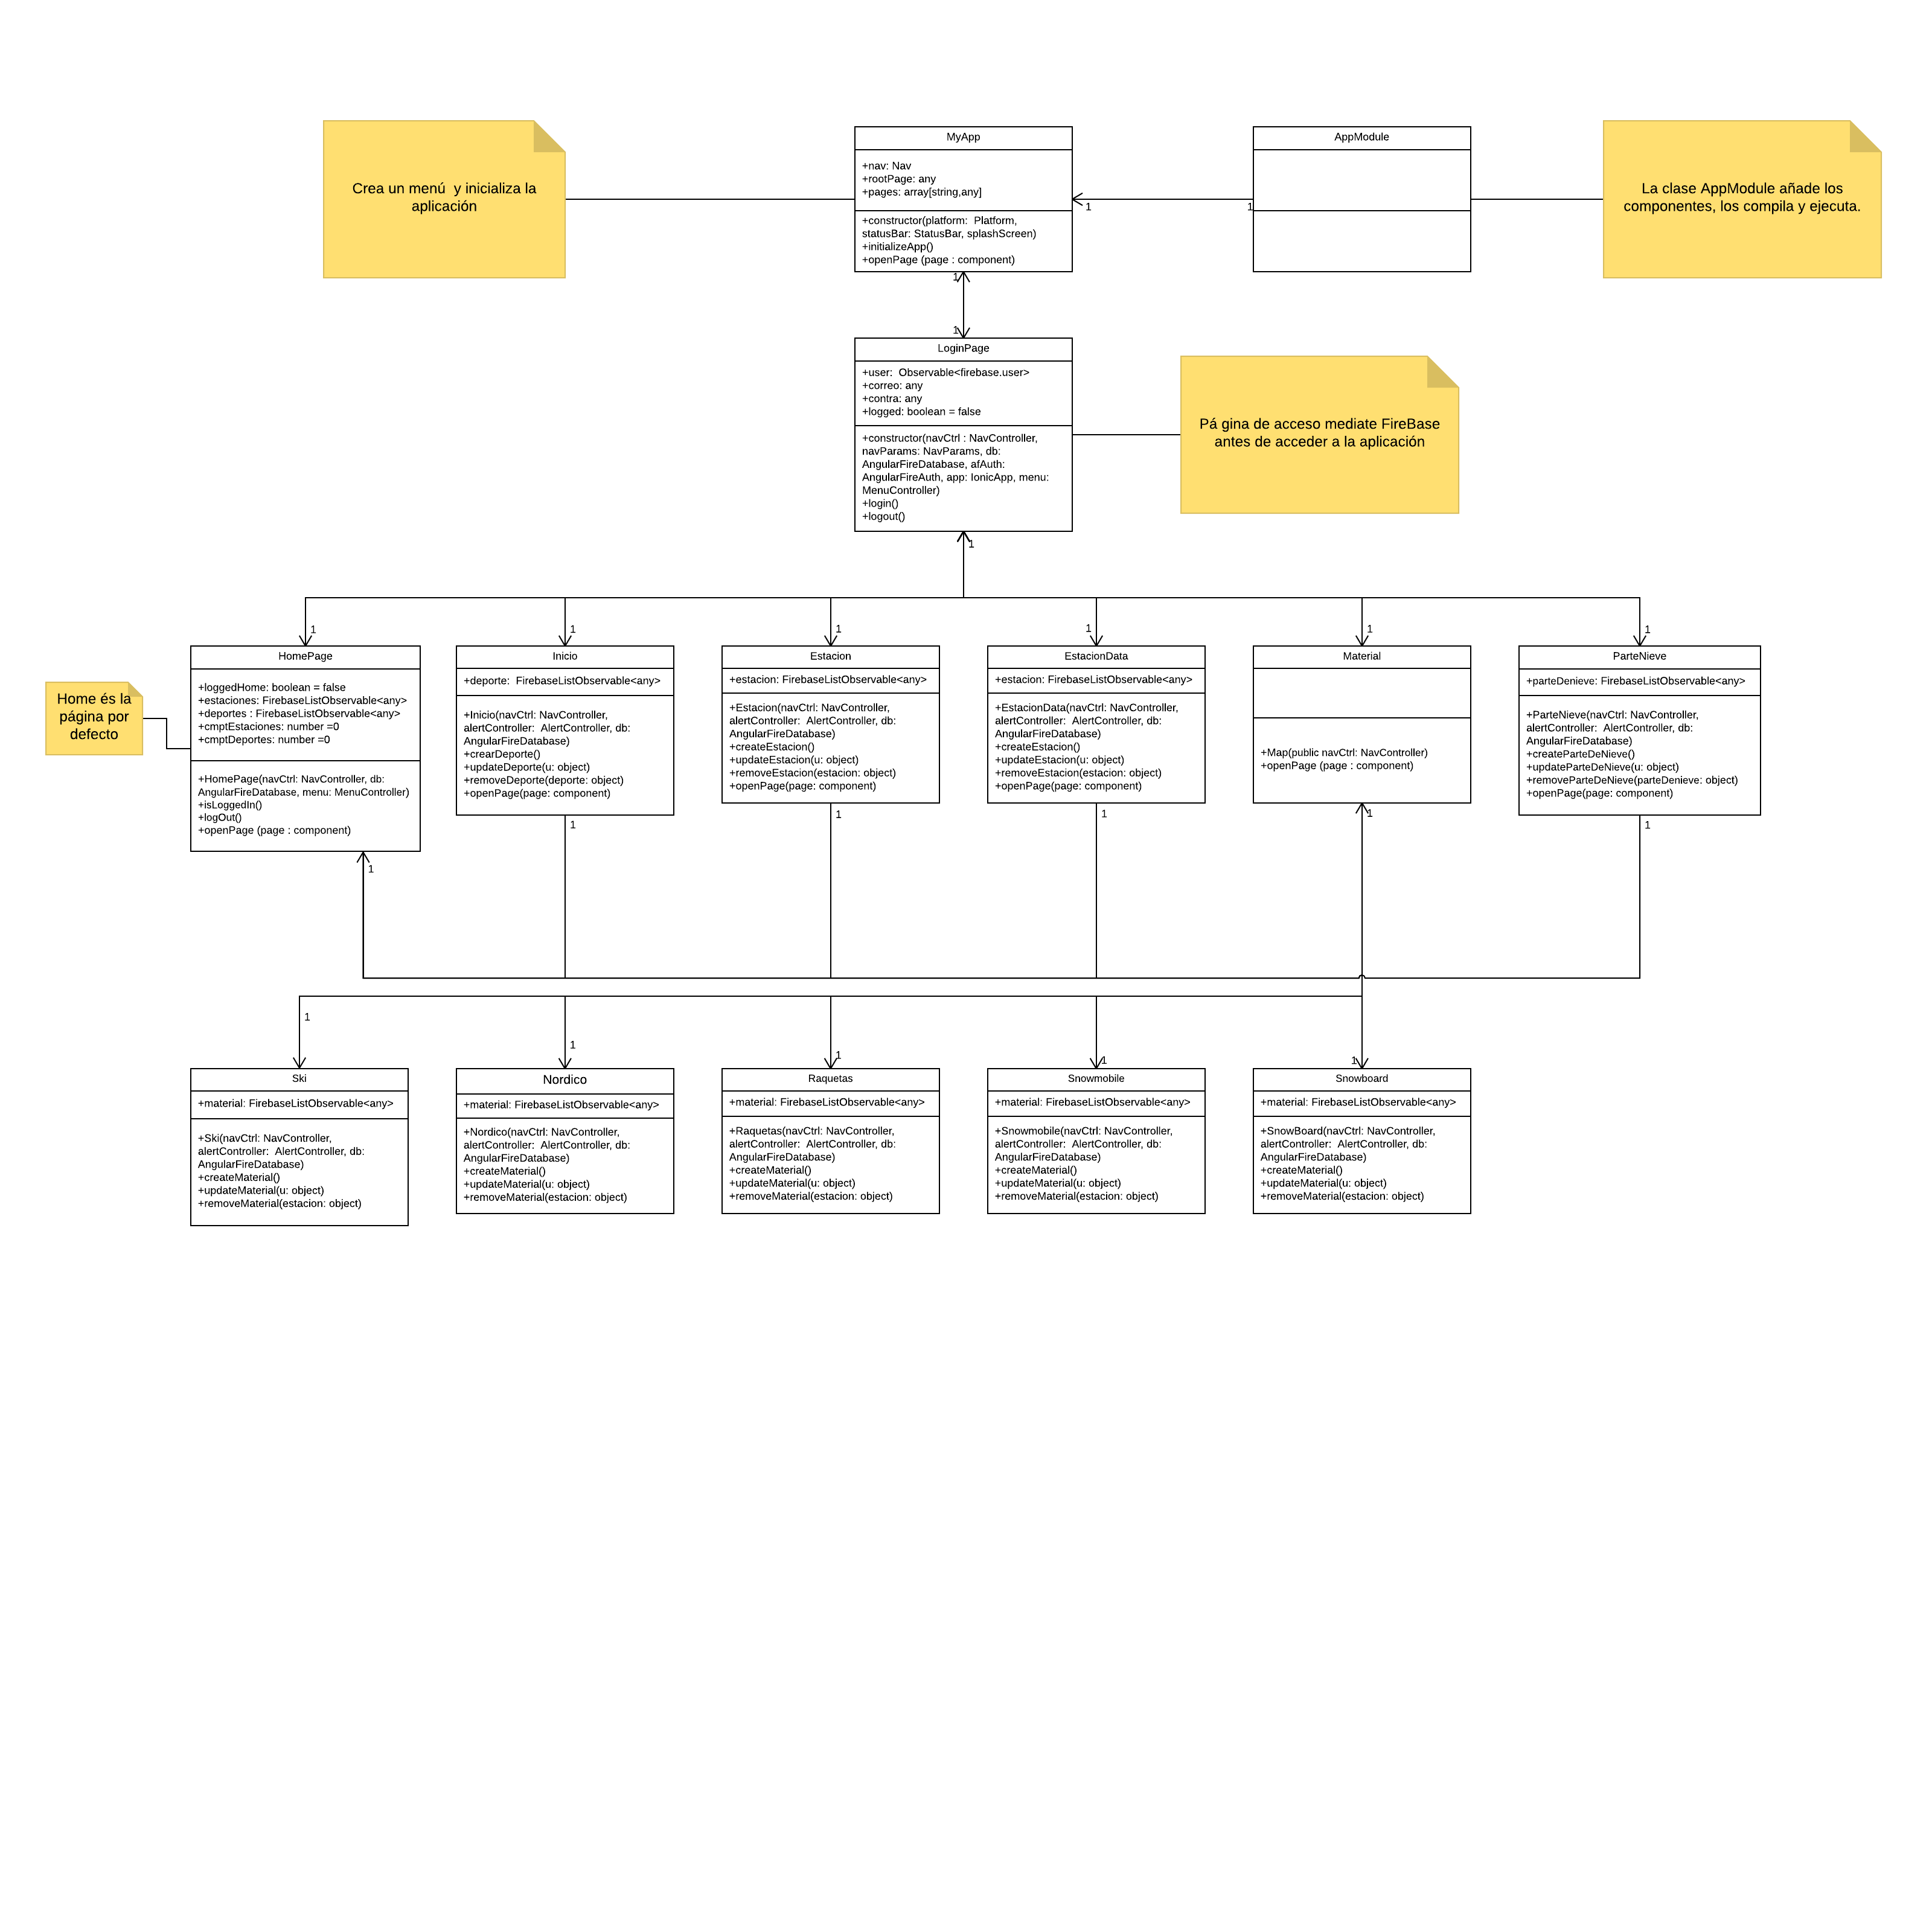 Crea un menú  y inicializa la
aplicación
MyApp
+nav: Nav
+rootPage: any
+pages: array[string,any]
+constructor(platform:  Platform,
statusBar: StatusBar, splashScreen)
+initializeApp()
+openPage (page : component)
1
1
AppModule
La clase AppModule añade los
componentes, los compila y ejecuta.
1
1
LoginPage
+user:  Observable<firebase.user>
+correo: any
+contra: any
+logged: boolean = false
+constructor(navCtrl : NavController,
navParams: NavParams, db:
AngularFireDatabase, afAuth:
AngularFireAuth, app: IonicApp, menu:
MenuController)
+login()
+logout()
Pá gina de acceso mediate FireBase
antes de acceder a la aplicación
1
1
1
1
1
1
1
Home és la
página por
defecto
HomePage
+loggedHome: boolean = false
+estaciones: FirebaseListObservable<any>
+deportes : FirebaseListObservable<any>
+cmptEstaciones: number =0
+cmptDeportes: number =0
+HomePage(navCtrl: NavController, db:
AngularFireDatabase, menu: MenuController)
+isLoggedIn()
+logOut()
+openPage (page : component)
1
Inicio
+deporte:  FirebaseListObservable<any>
+Inicio(navCtrl: NavController,
alertController:  AlertController, db:
AngularFireDatabase)
+crearDeporte()
+updateDeporte(u: object)
+removeDeporte(deporte: object)
+openPage(page: component)
1
Estacion
+estacion: FirebaseListObservable<any>
+Estacion(navCtrl: NavController,
alertController:  AlertController, db:
AngularFireDatabase)
+createEstacion()
+updateEstacion(u: object)
+removeEstacion(estacion: object)
+openPage(page: component)
1
EstacionData
+estacion: FirebaseListObservable<any>
+EstacionData(navCtrl: NavController,
alertController:  AlertController, db:
AngularFireDatabase)
+createEstacion()
+updateEstacion(u: object)
+removeEstacion(estacion: object)
+openPage(page: component)
1
Material
+Map(public navCtrl: NavController)
+openPage (page : component)
1
ParteNieve
+parteDenieve: FirebaseListObservable<any>
+ParteNieve(navCtrl: NavController,
alertController:  AlertController, db:
AngularFireDatabase)
+createParteDeNieve()
+updateParteDeNieve(u: object)
+removeParteDeNieve(parteDenieve: object)
+openPage(page: component)
1
1
1
1
1
1
Ski
+material: FirebaseListObservable<any>
+Ski(navCtrl: NavController,
alertController:  AlertController, db:
AngularFireDatabase)
+createMaterial()
+updateMaterial(u: object)
+removeMaterial(estacion: object)
Nordico
+material: FirebaseListObservable<any>
+Nordico(navCtrl: NavController,
alertController:  AlertController, db:
AngularFireDatabase)
+createMaterial()
+updateMaterial(u: object)
+removeMaterial(estacion: object)
Raquetas
+material: FirebaseListObservable<any>
+Raquetas(navCtrl: NavController,
alertController:  AlertController, db:
AngularFireDatabase)
+createMaterial()
+updateMaterial(u: object)
+removeMaterial(estacion: object)
Snowmobile
+material: FirebaseListObservable<any>
+Snowmobile(navCtrl: NavController,
alertController:  AlertController, db:
AngularFireDatabase)
+createMaterial()
+updateMaterial(u: object)
+removeMaterial(estacion: object)
Snowboard
+material: FirebaseListObservable<any>
+SnowBoard(navCtrl: NavController,
alertController:  AlertController, db:
AngularFireDatabase)
+createMaterial()
+updateMaterial(u: object)
+removeMaterial(estacion: object)